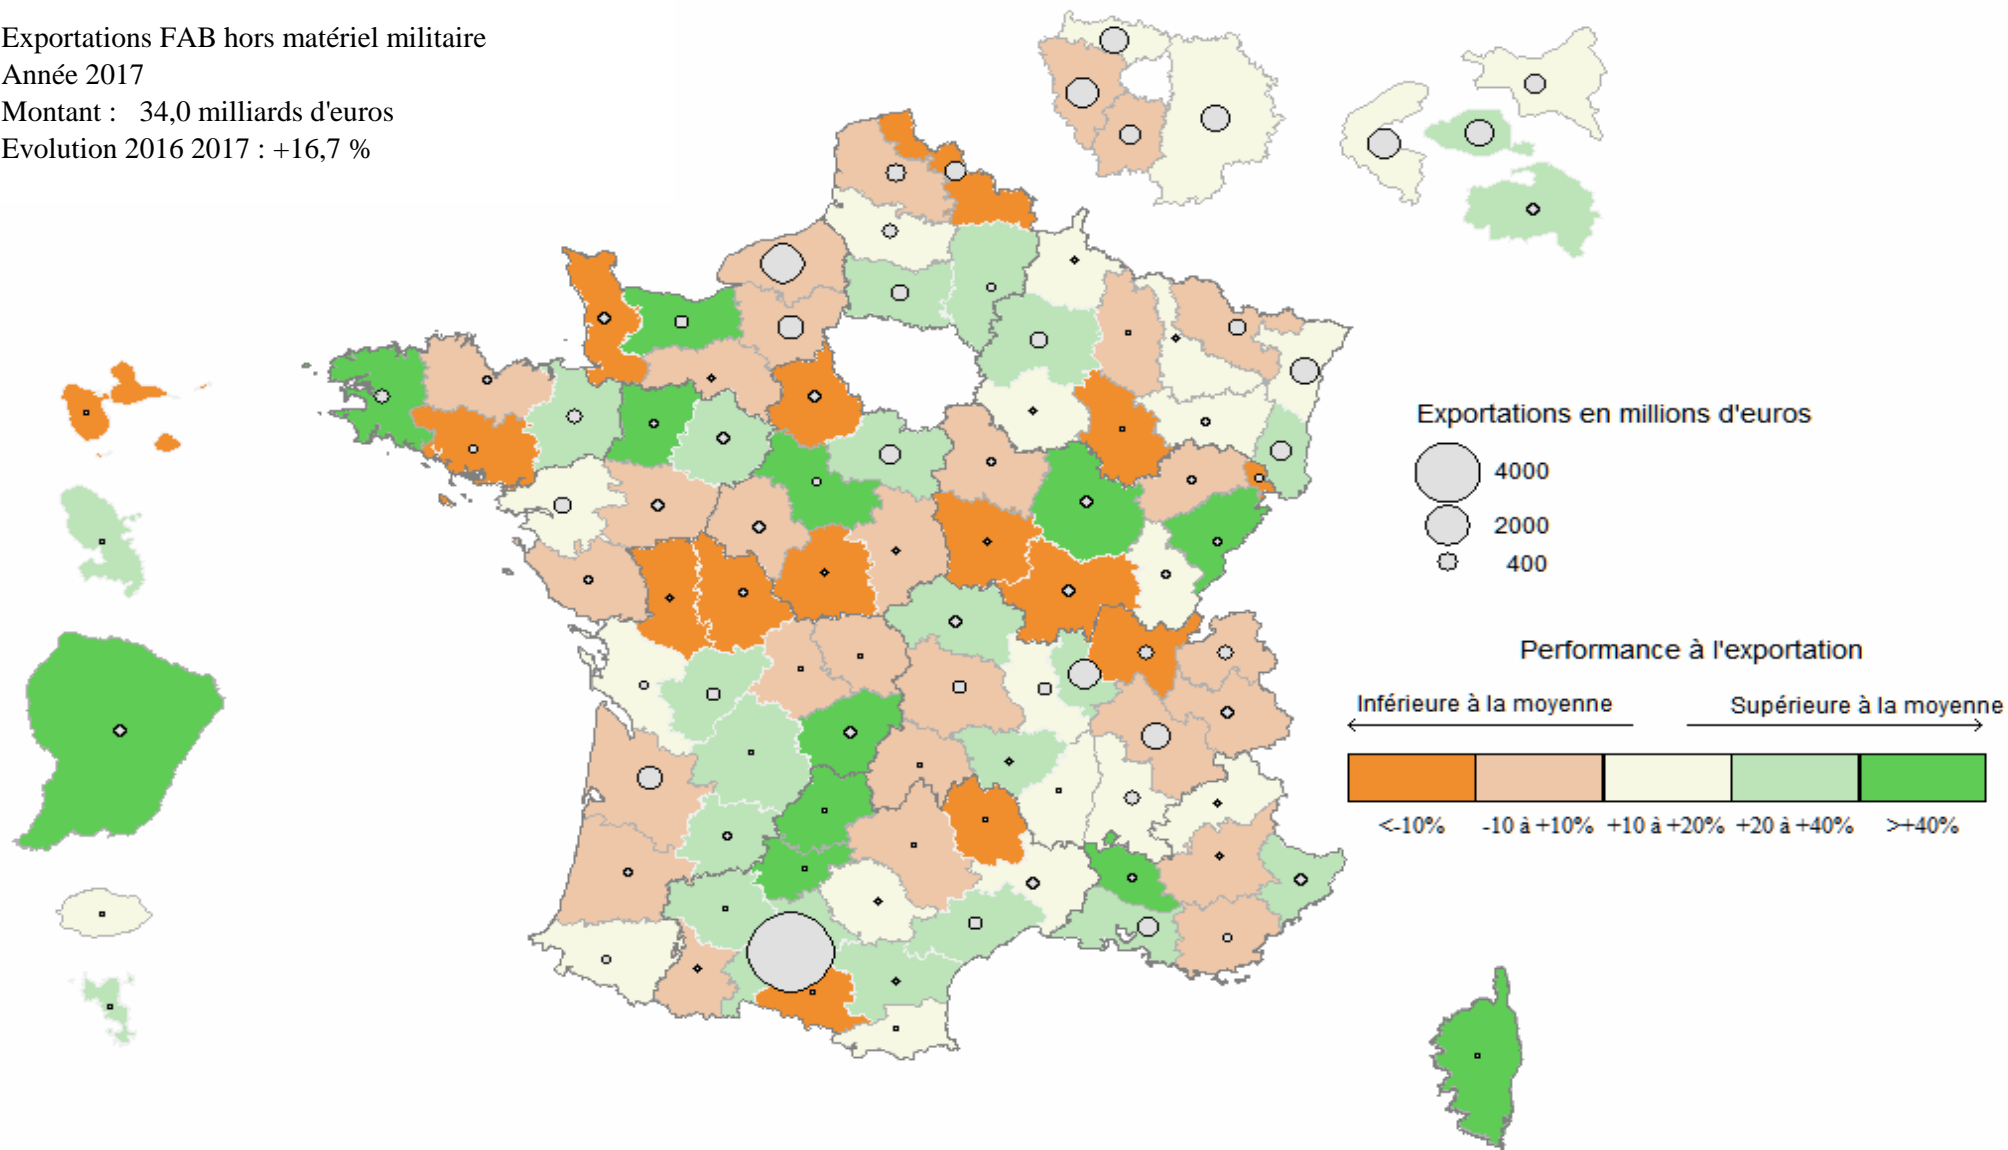 Exportations FAB hors matériel militaire
Année 2017
Montant : 34,0 milliards d'euros
Evolution 2016 2017 : +16,7 %
Exportations en millions d'euros
4000
2000
400
Performance à l'exportation
Inférieure à la moyenne Supérieure à la moyenne
<-10% -10 à +10% +10 à +20% +20 à +40% >+40%